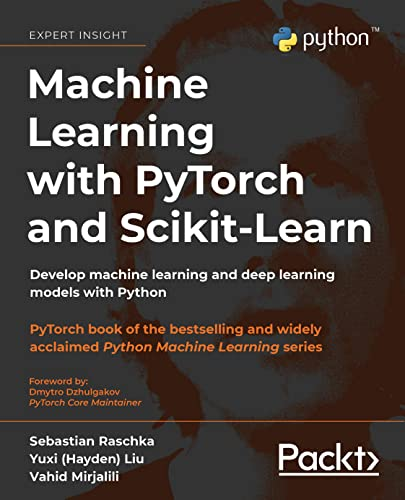 EXPERT INSIGHT
python™
Machine
Learning
with PyTorch
and Scikit-Learn
Develop machine learning and deep learning
models with Python
PyTorch book of the bestselling and widely
acclaimed Python Machine Learning series
Foreword by:
Dmytro Dzhulgakov
PyTorch Core Maintainer
Sebastian Raschka
Yuxi (Hayden) Liu
Vahid Mirjalili
Packt>